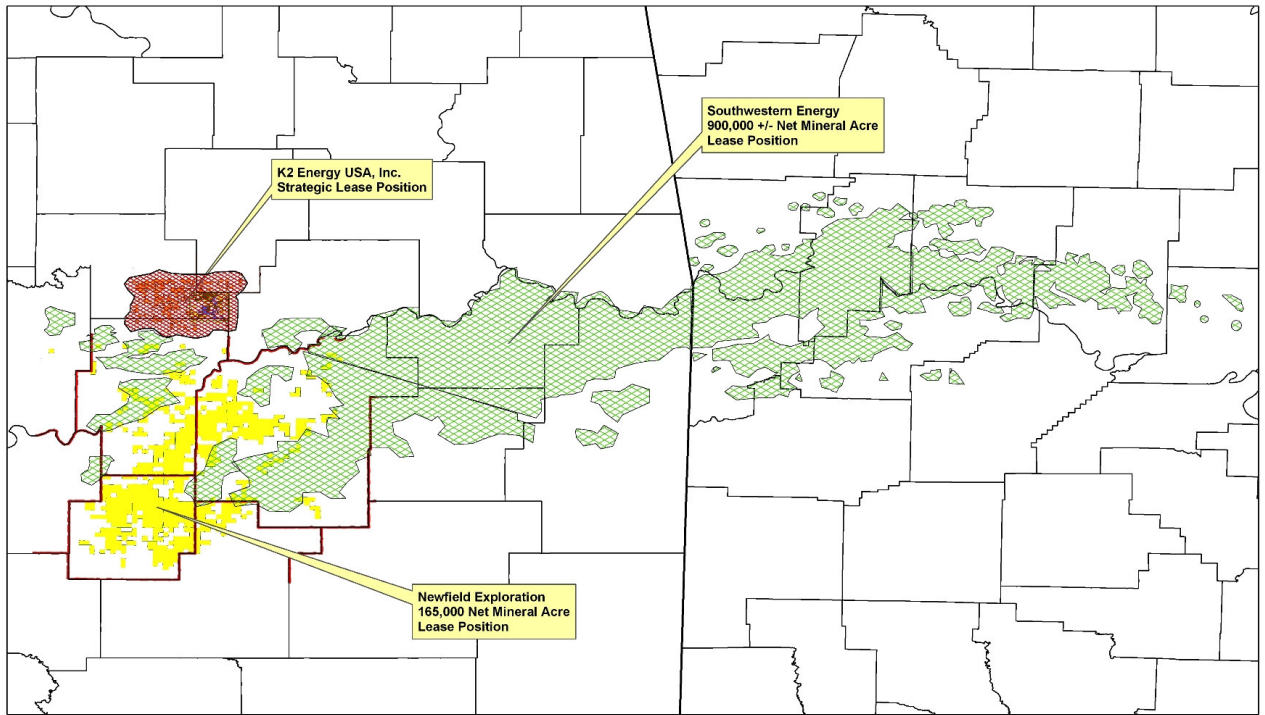 Southwestern Energy
900,000 +/- Net Mineral Acre
Lease Position
K2 Energy USA, Inc.
Strategic Lease Position
Newfield Exploration
165,000 Net Mineral Acre
Lease Position